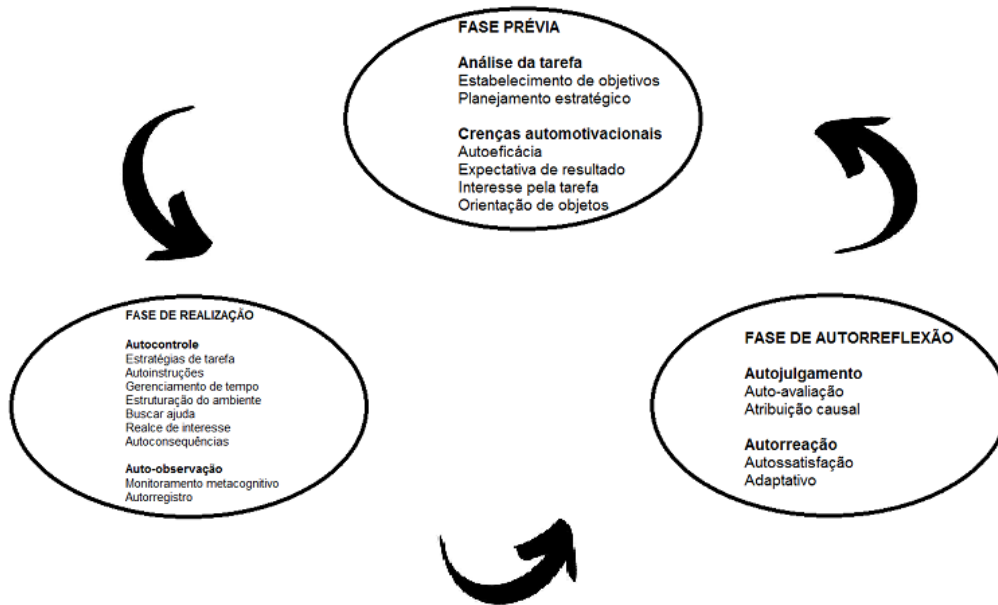 FASE PRÉVIA
Análise da tarefa
Estabelecimento de objetivos
Planejamento estratégico
Crenças automotivacionais
Autoeficácia
Expectativa de resultado
Interesse pela tarefa
Orientação de objetos
FASE DE REALIZAÇÃO
Autocontrole
Estratégias de tarefa
Autoinstruções
Gerenciamento de tempo
Estruturação do ambiente
Buscar ajuda
Realce de interesse
Autoconsequências
Auto-observação
Monitoramento metacognitivo
Autorregistro
FASE DE AUTORREFLEXÃO
Autojulgamento
Auto-avaliação
Atribuição causal
Autorreação
Autossatisfação
Adaptativo